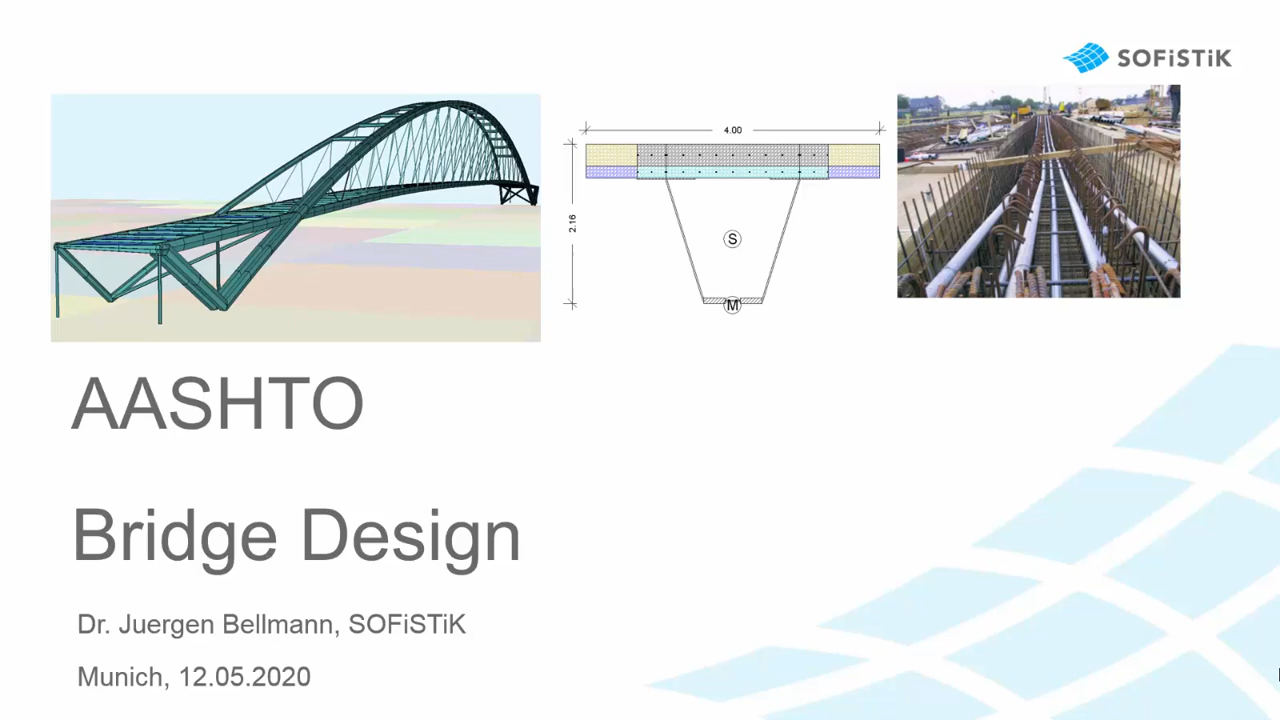 SOFiSTiK
4.00
2.16
S
M
AASHTO
Bridge Design
Dr. Juergen Bellmann, SOFiSTiK
Munich, 12.05.2020